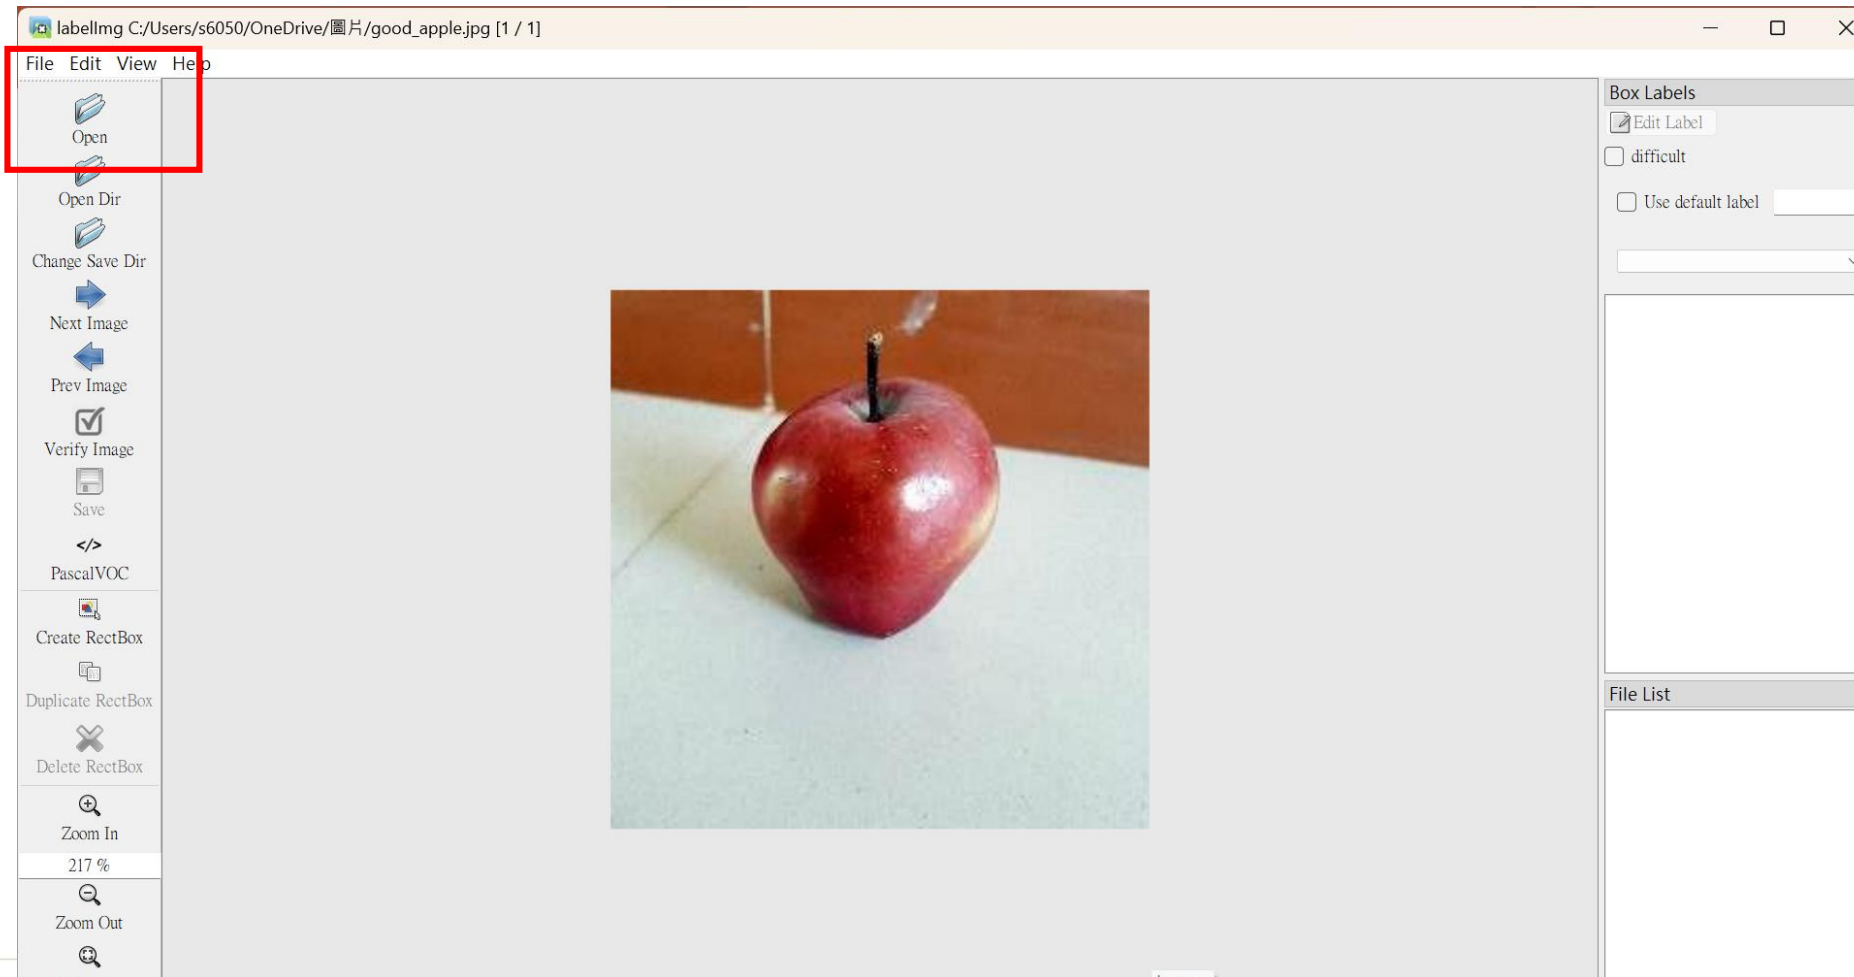 labelImg C:/Users/s6050/OneDrive/圖片/good_apple.jpg [1 / 1]
File Edit View Help
Open
Open Dir
Change Save Dir
Next Image
Prev Image
Verify Image
Save
</>
PascalVOC
Create RectBox
Duplicate RectBox
Delete RectBox
Zoom In
217 %
Zoom Out
Box Labels
Edit Label
difficult
Use default label
File List